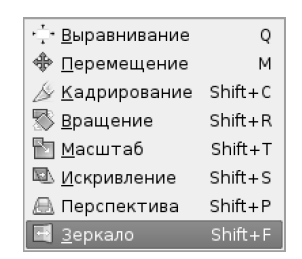 Выравнивание Q
Перемещение M
Кадрирование Shift+C
Вращение Shift+R
Масштаб Shift+T
Искривление Shift+S
Перспектива Shift+P
Зеркало Shift+F